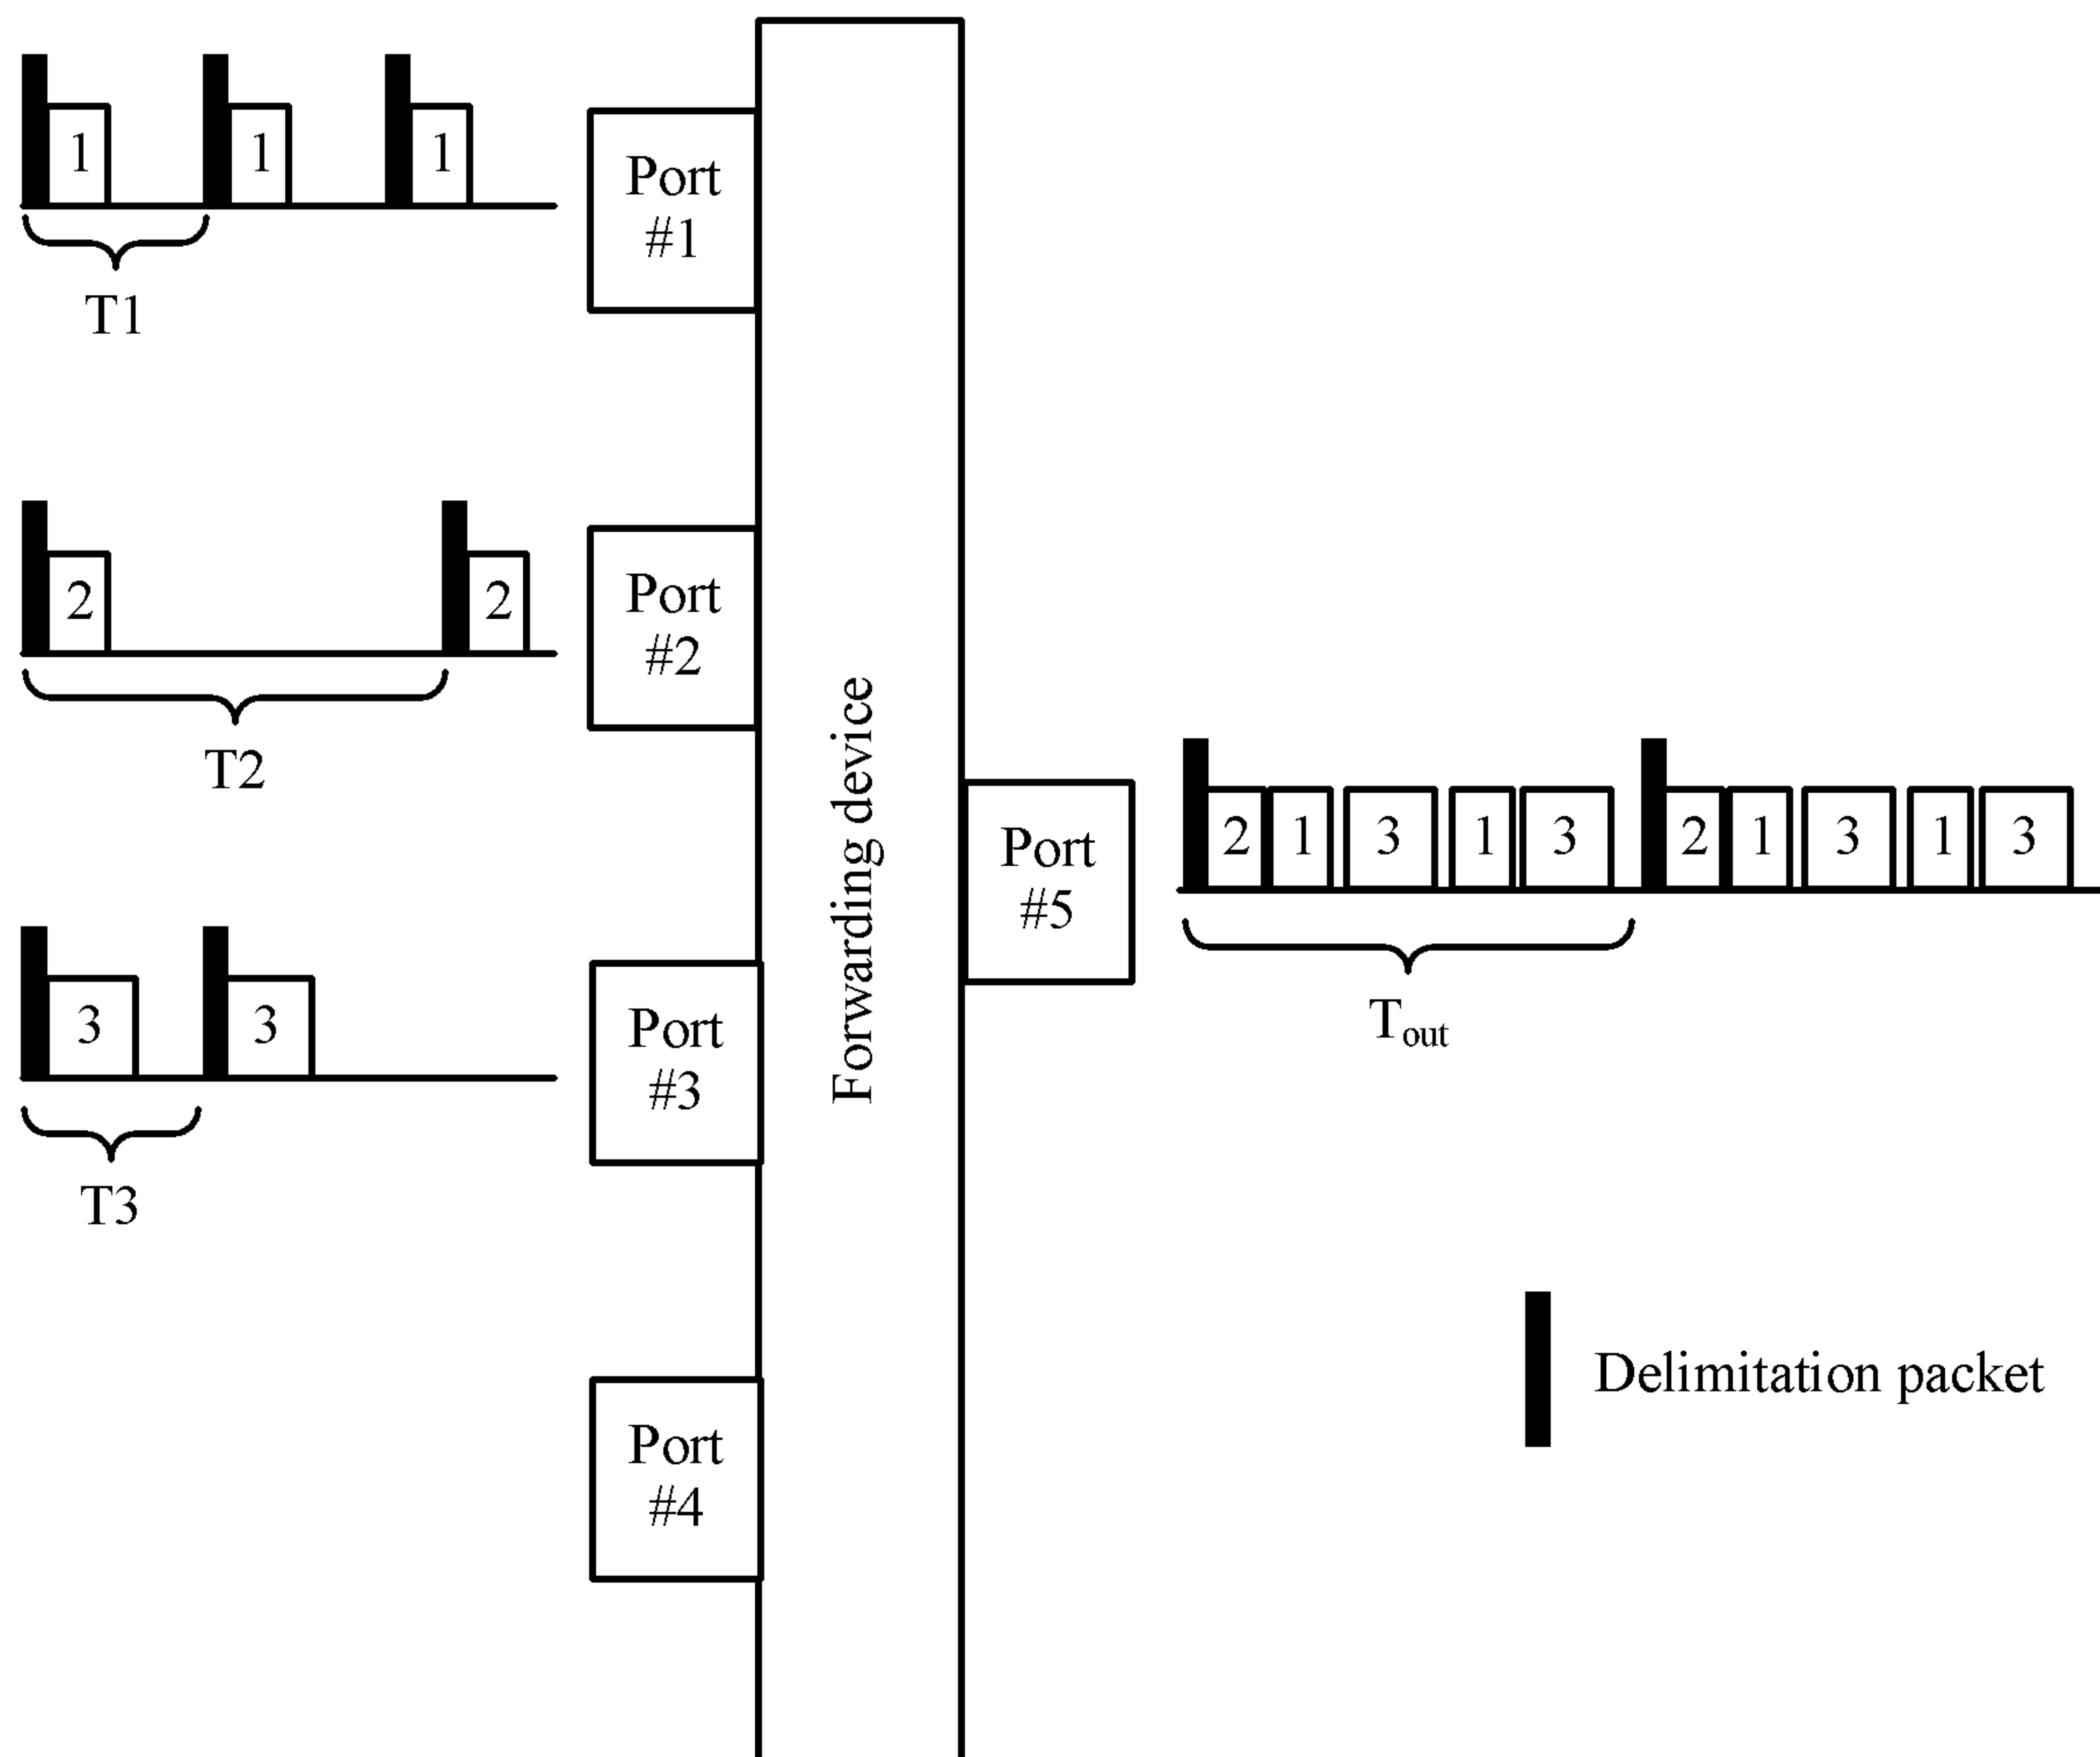 1 1 1
T1
Port
#1
2 2
T2
Port
#2
3 3
T3
Port
#3
Port
#4
Forwarding device
Port
#5
2 1 3 1 3 2 1 3 1 3
Tout
Delimitation packet